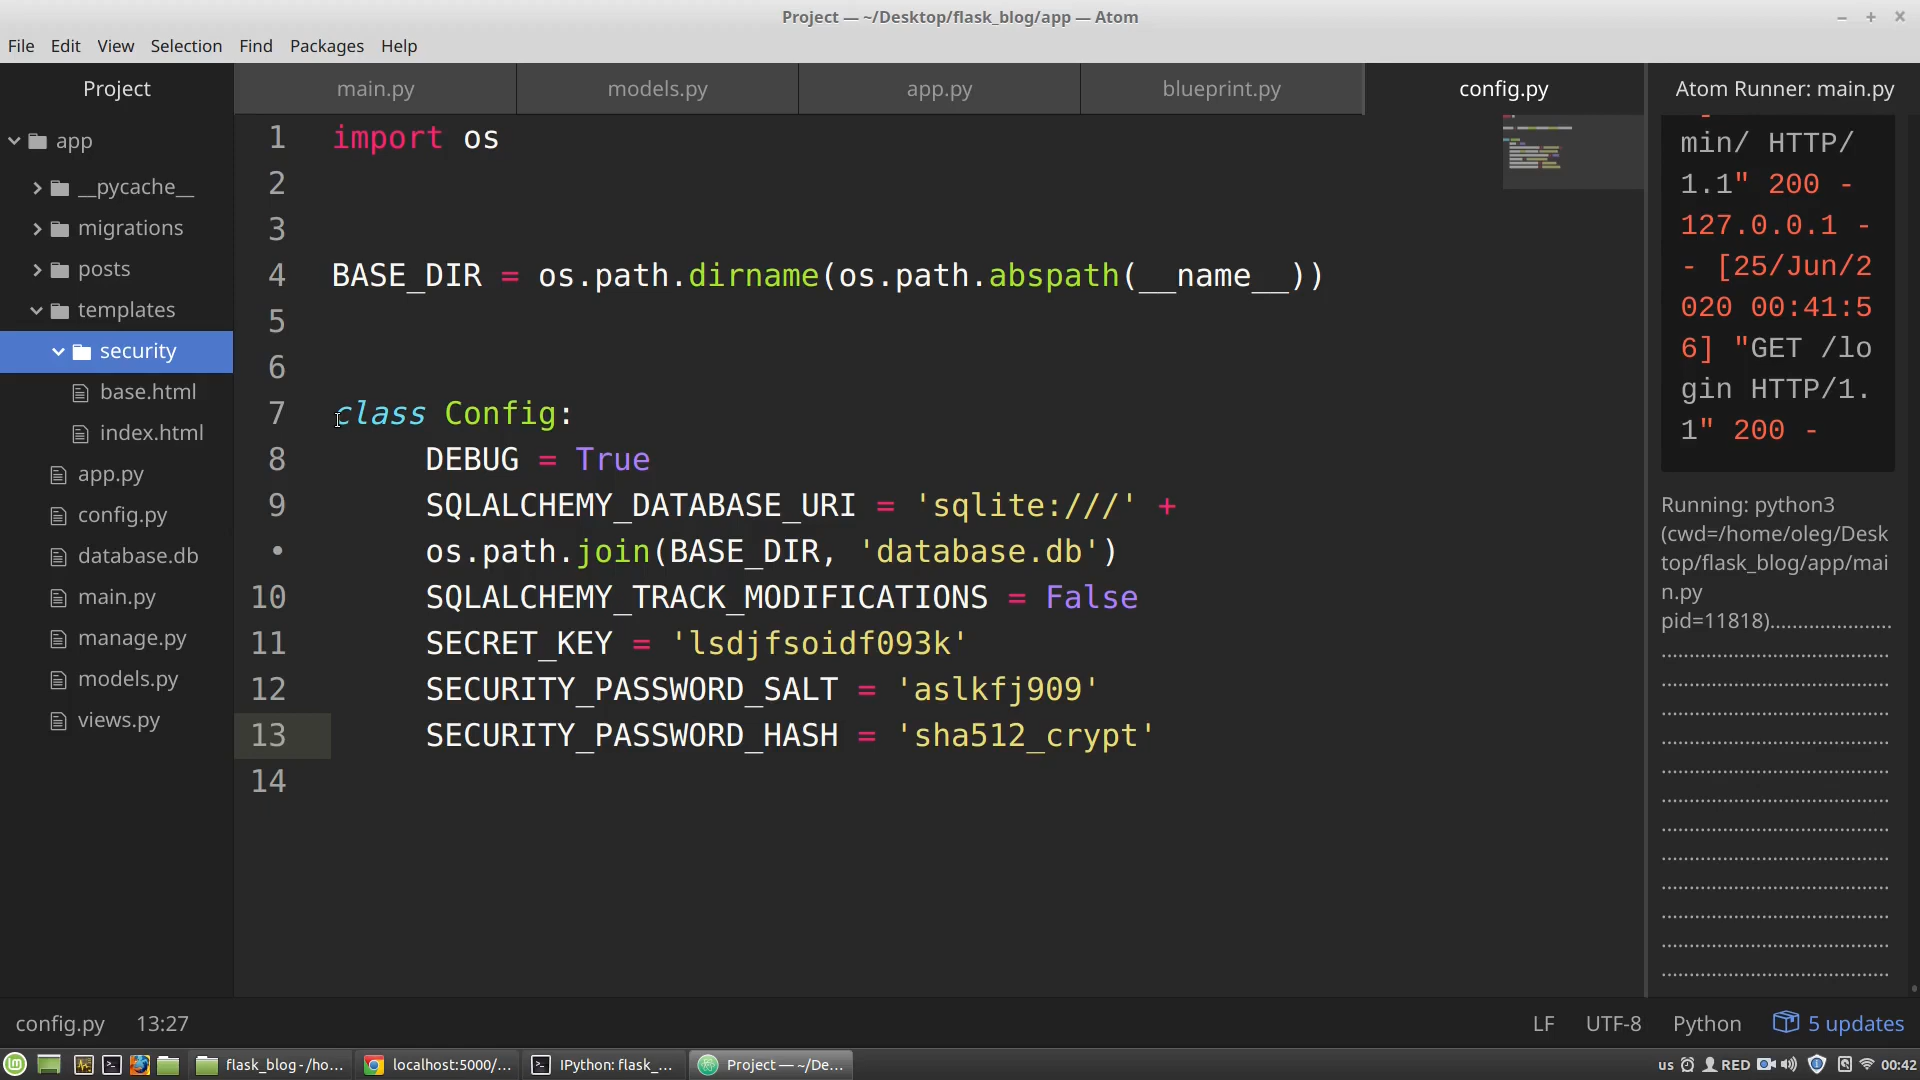 Project — ~/Desktop/flask_blog/app — Atom
File Edit View Selection Find Packages Help
Project
main.py models.py app.py blueprint.py config.py
Atom Runner: main.py
app
__pycache__
migrations
posts
templates
security
base.html
index.html
app.py
config.py
database.db
main.py
manage.py
models.py
views.py
1 import os
2
3
4 BASE_DIR = os.path.dirname(os.path.abspath(__name__))
5
6
7 class Config:
8 DEBUG = True
9 SQLALCHEMY_DATABASE_URI = 'sqlite:///' +
• os.path.join(BASE_DIR, 'database.db')
10 SQLALCHEMY_TRACK_MODIFICATIONS = False
11 SECRET_KEY = 'lsdjfsoidf093k'
12 SECURITY_PASSWORD_SALT = 'aslkfj909'
13 SECURITY_PASSWORD_HASH = 'sha512_crypt'
14
min/ HTTP/
1.1" 200 -
127.0.0.1 -
- [25/Jun/2
020 00:41:5
6] "GET /lo
gin HTTP/1.
1" 200 -
Running: python3
(cwd=/home/oleg/Desk
top/flask_blog/app/mai
n.py
pid=11818)......................
config.py 13:27
LF UTF-8 Python 5 updates
flask_blog - /ho... localhost:5000/... IPython: flask_... Project — ~/De...
us RED 00:42